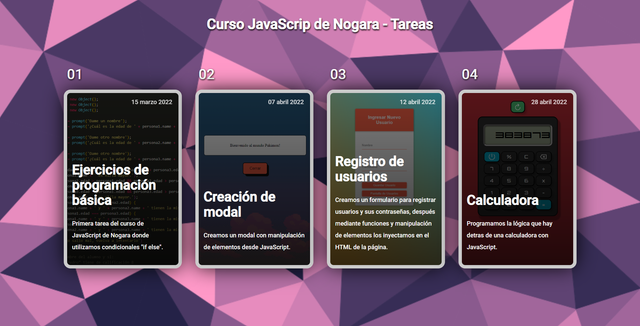 Curso JavaScrip de Nogara - Tareas
01
15 marzo 2022
Ejercicios de
programación
básica
Primera tarea del curso de
JavaScript de Nogara donde
utilizamos condicionales "if else".
02
07 abril 2022
Creación de
modal
Creamos un modal con manipulación
de elementos desde JavaScript.
03
12 abril 2022
Ingresar Nuevo
Usuario
Registro de
usuarios
Creamos un formulario para registrar
usuarios y sus contraseñas, después
mediante funciones y manipulación
de elementos los inyectamos en el
HTML de la página.
04
28 abril 2022
Calculadora
Programamos la lógica que hay
detras de una calculadora con
JavaScript.